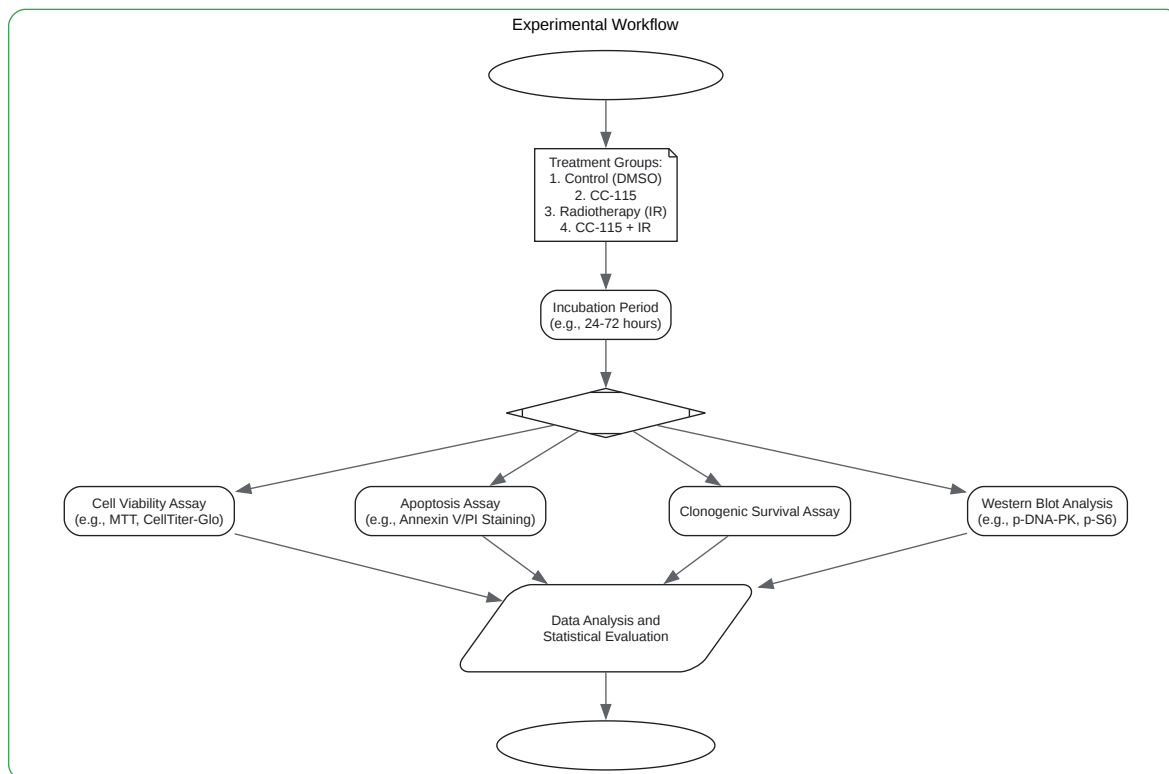 Experimental Workflow
Treatment Groups:
1. Control (DMSO)
2. CC-115
3. Radiotherapy (IR)
4. CC-115 + IR
Incubation Period
(e.g., 24-72 hours)
Cell Viability Assay
(e.g., MTT, CellTiter-Glo)
Apoptosis Assay
(e.g., Annexin V/PI Staining)
Clonogenic Survival Assay
Western Blot Analysis
(e.g., p-DNA-PK, p-S6)
Data Analysis and
Statistical Evaluation